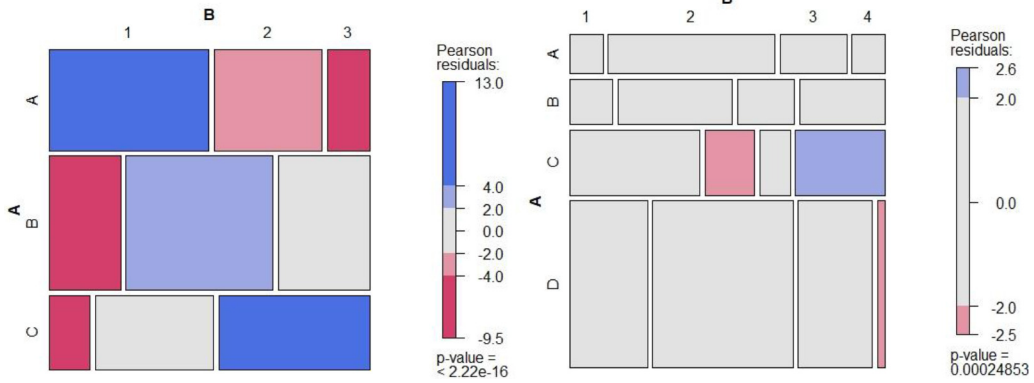 B
1 2 3
A
B
C
A
Pearson
residuals:
13.0
4.0
2.0
0.0
-2.0
-4.0
-9.5
p-value =
< 2.22e-16
B
1 2 3 4
A
B
C
D
A
Pearson
residuals:
2.6
2.0
0.0
-2.0
-2.5
p-value =
0.00024853